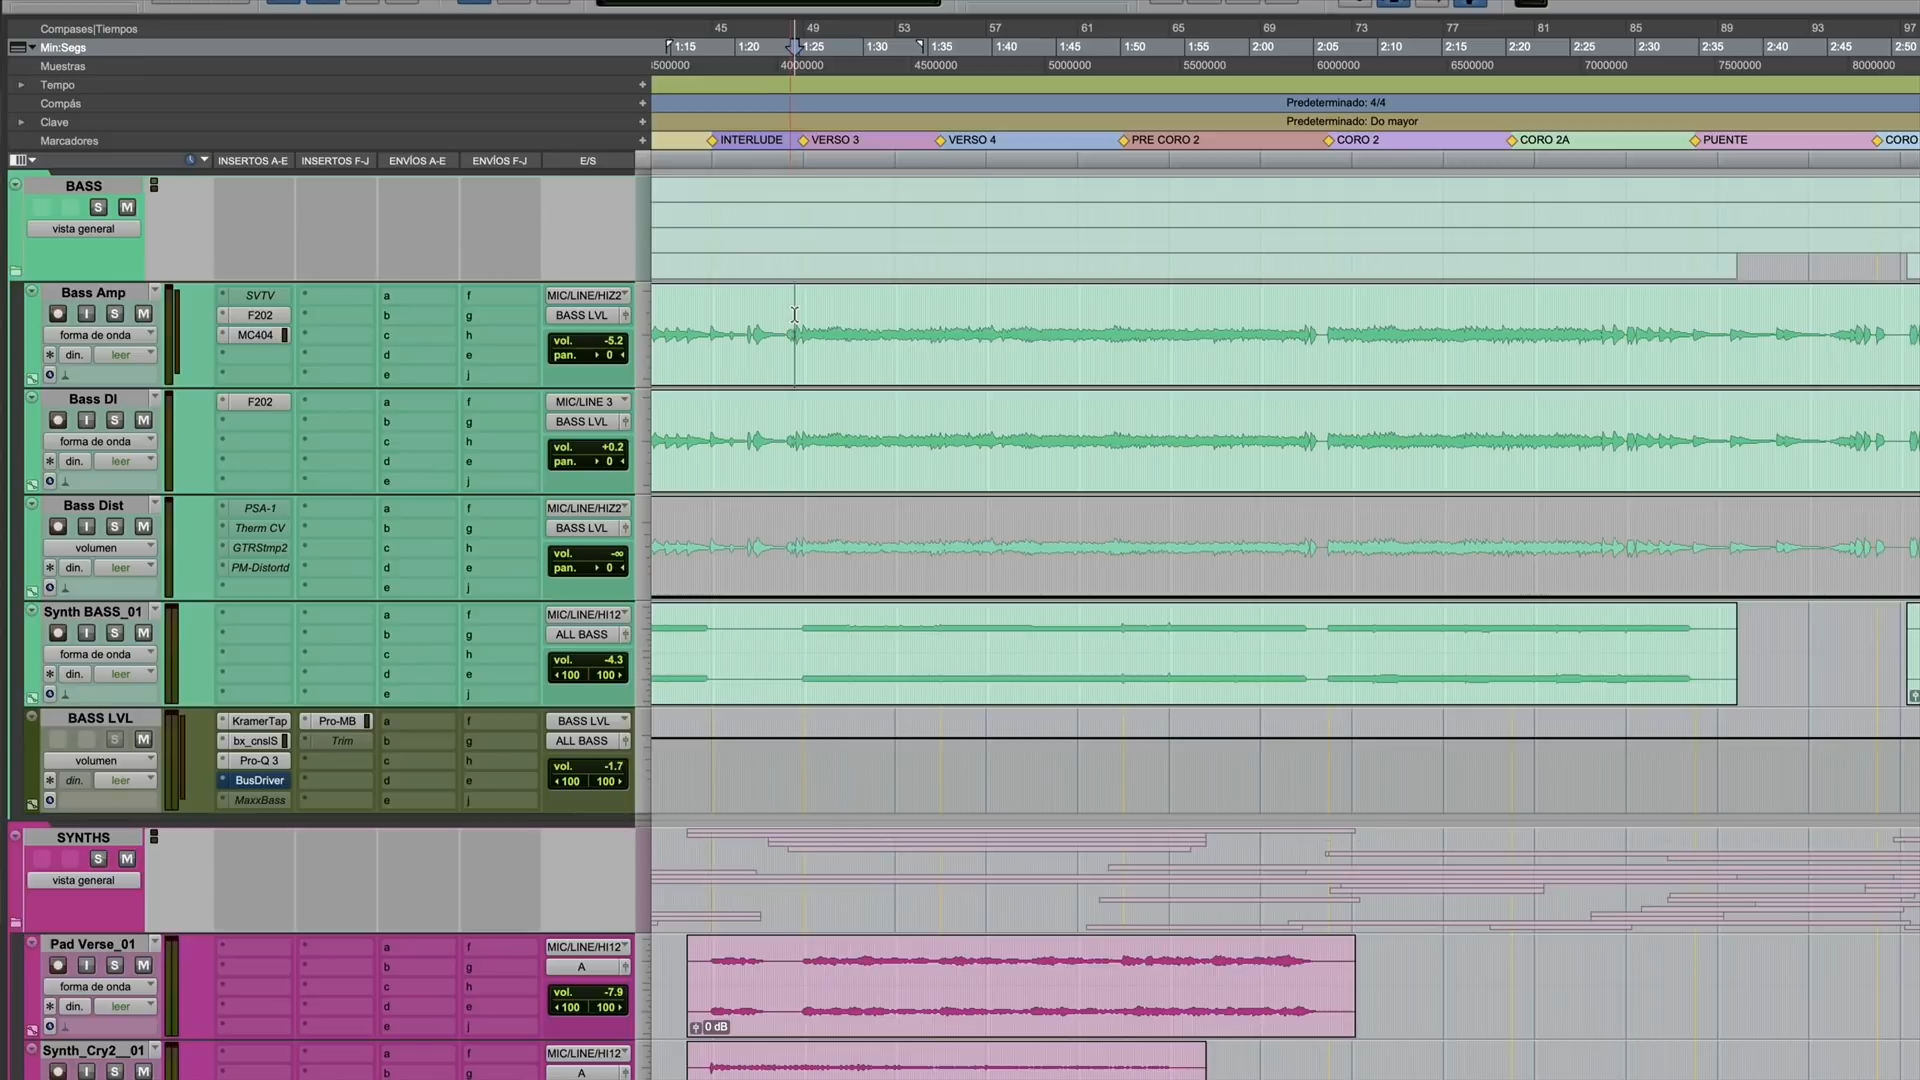 Compases|Tiempos 45 49 53 57 61 65 69 73 77 81 85 89 93 97
Min:Segs 1:15 1:20 1:25 1:30 1:35 1:40 1:45 1:50 1:55 2:00 2:05 2:10 2:15 2:20 2:25 2:30 2:35 2:40 2:45 2:50
Muestras 4000000 4500000 5000000 5500000 6000000 6500000 7000000 7500000 8000000
Tempo +
Compás + Predeterminado: 4/4
Clave + Predeterminado: Do mayor
Marcadores + INTERLUDE VERSO 3 VERSO 4 PRE CORO 2 CORO 2 CORO 2A PUENTE CORO
INSERTOS A-E INSERTOS F-J ENVÍOS A-E ENVÍOS F-J E/S
BASS
S M
vista general
Bass Amp SVTV a f MIC/LINE/HIZ2
I S M F202 b g BASS LVL
forma de onda MC404 c h vol. -5.2
din. leer d e pan. 0
e j
Bass DI F202 a f MIC/LINE 3
I S M b g BASS LVL
forma de onda c h vol. +0.2
din. leer d e pan. 0
e j
Bass Dist PSA-1 a f MIC/LINE/HIZ2
I S M Therm CV b g BASS LVL
volumen GTRStmp2 c h vol. -∞
din. leer PM-Distortd d e pan. 0
e j
Synth BASS_01 a f MIC/LINE/HI12
I S M b g ALL BASS
forma de onda c h vol. -4.3
din. leer d e 100 100
e j
BASS LVL KramerTap Pro-MB a f BASS LVL
S M bx_cnslS Trim b g ALL BASS
volumen Pro-Q 3 c h vol. -1.7
din. leer BusDriver d e 100 100
MaxxBass e j
SYNTHS
S M
vista general
Pad Verse_01 a f MIC/LINE/HI12
I S M b g A
forma de onda c h vol. -7.9
din. leer d e 100 100
e j 0 dB
Synth_Cry2__01 a f MIC/LINE/HI12
I S M b g A